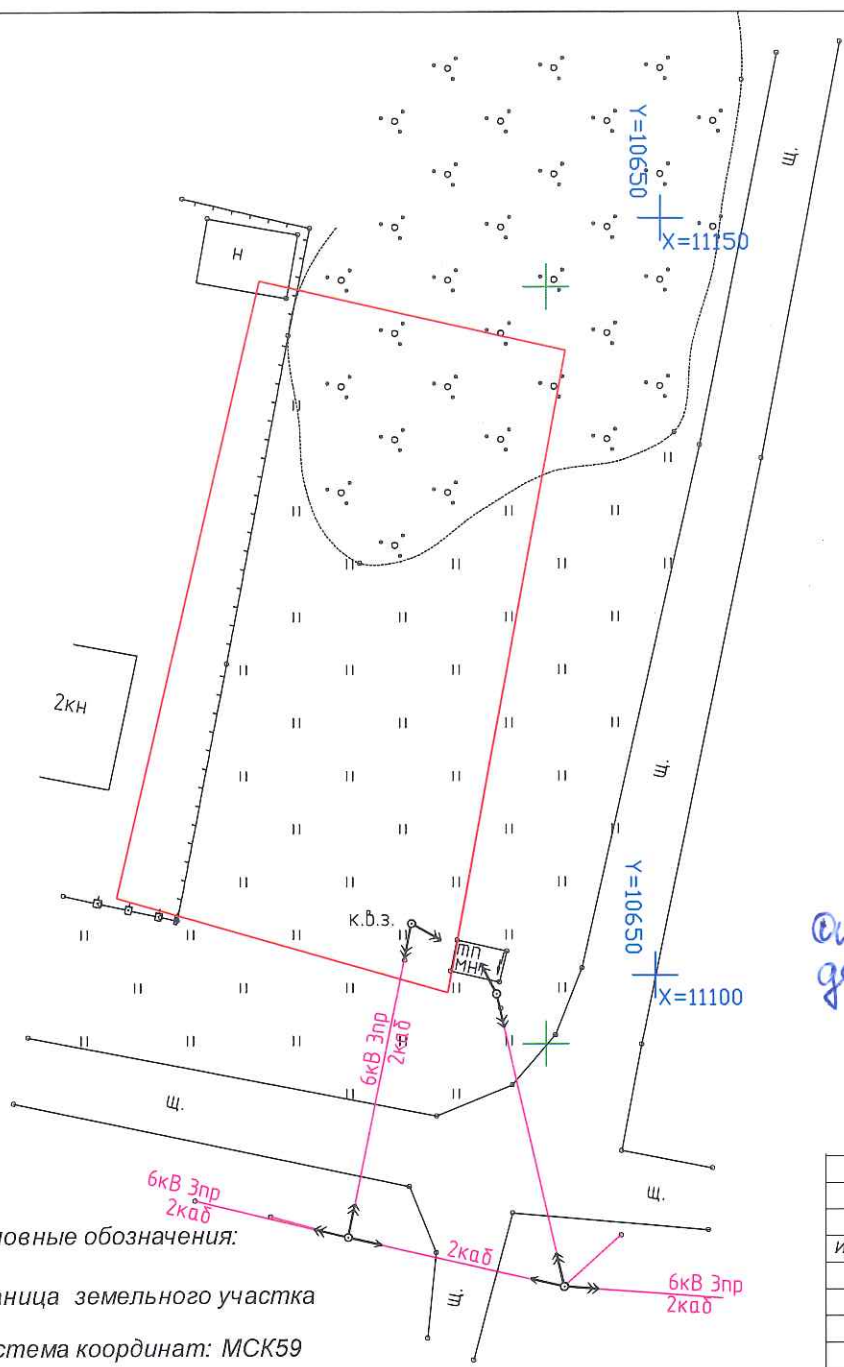 щ.
Y=10650
X=11150
Н
2кн
щ.
Y=10650
X=11100
к.в.з.
тп
МН
6кВ 3пр
2каб
щ.
щ.
6кВ 3пр
2каб
2каб
6кВ 3пр
2каб
щ.
овные обозначения:
аница земельного участка
стема координат: МСК59